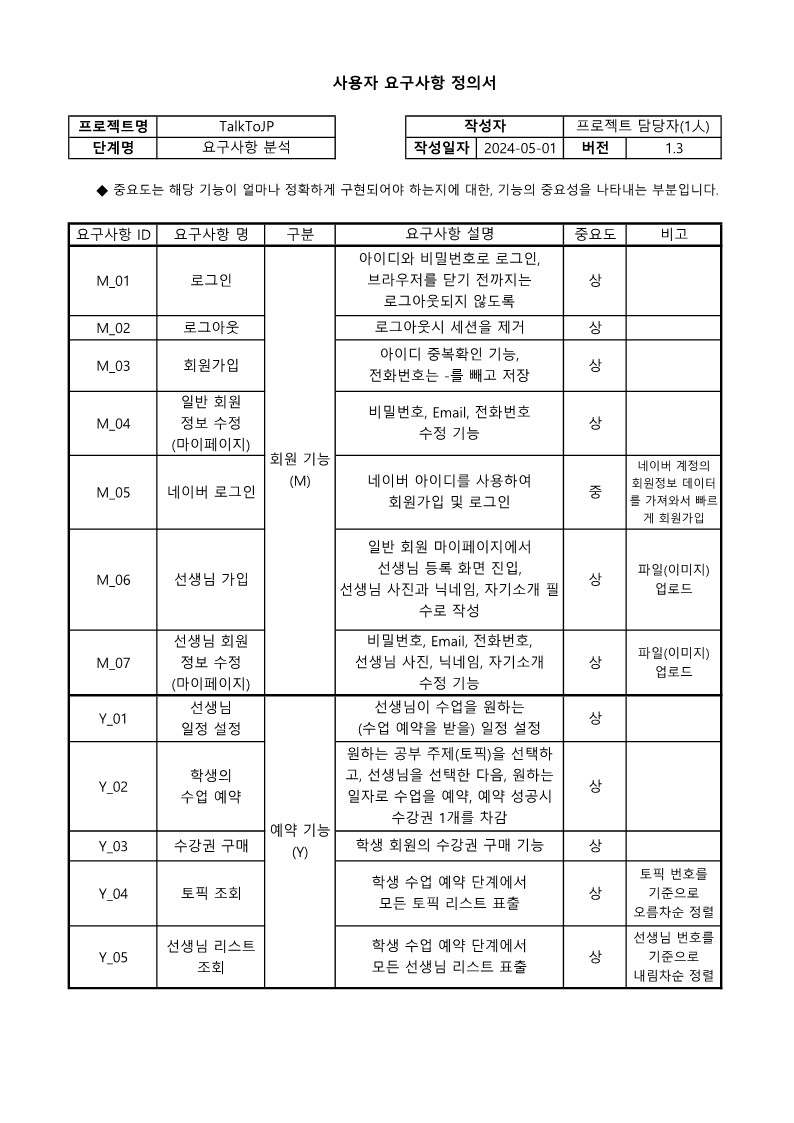 사용자 요구사항 정의서
프로젝트명 TalkToJP 작성자 프로젝트 담당자(1人)
단계명 요구사항 분석 작성일자 2024-05-01 버전 1.3
◆ 중요도는 해당 기능이 얼마나 정확하게 구현되어야 하는지에 대한, 기능의 중요성을 나타내는 부분입니다.
요구사항 ID 요구사항 명 구분 요구사항 설명 중요도 비고
회원 기능
(M)
M_01 로그인 상
아이디와 비밀번호로 로그인,
브라우저를 닫기 전까지는
로그아웃되지 않도록
M_02 로그아웃 로그아웃시 세션을 제거 상
M_03 회원가입 상
아이디 중복확인 기능,
전화번호는 -를 빼고 저장
M_04
일반 회원
정보 수정
(마이페이지)
비밀번호, Email, 전화번호
수정 기능
상
M_05 네이버 로그인
네이버 아이디를 사용하여
회원가입 및 로그인
중
네이버 계정의
회원정보 데이터
를 가져와서 빠르
게 회원가입
M_06 선생님 가입
일반 회원 마이페이지에서
선생님 등록 화면 진입,
선생님 사진과 닉네임, 자기소개 필
수로 작성
상
파일(이미지)
업로드
M_07
선생님 회원
정보 수정
(마이페이지)
비밀번호, Email, 전화번호,
선생님 사진, 닉네임, 자기소개
수정 기능
상
파일(이미지)
업로드
예약 기능
(Y)
Y_01
선생님
일정 설정
선생님이 수업을 원하는
(수업 예약을 받을) 일정 설정
상
Y_02
학생의
수업 예약
원하는 공부 주제(토픽)을 선택하
고, 선생님을 선택한 다음, 원하는
일자로 수업을 예약, 예약 성공시
수강권 1개를 차감
상
Y_03 수강권 구매 학생 회원의 수강권 구매 기능 상
Y_04 토픽 조회
학생 수업 예약 단계에서
모든 토픽 리스트 표출
상
토픽 번호를
기준으로
오름차순 정렬
Y_05
선생님 리스트
조회
학생 수업 예약 단계에서
모든 선생님 리스트 표출
상
선생님 번호를
기준으로
내림차순 정렬